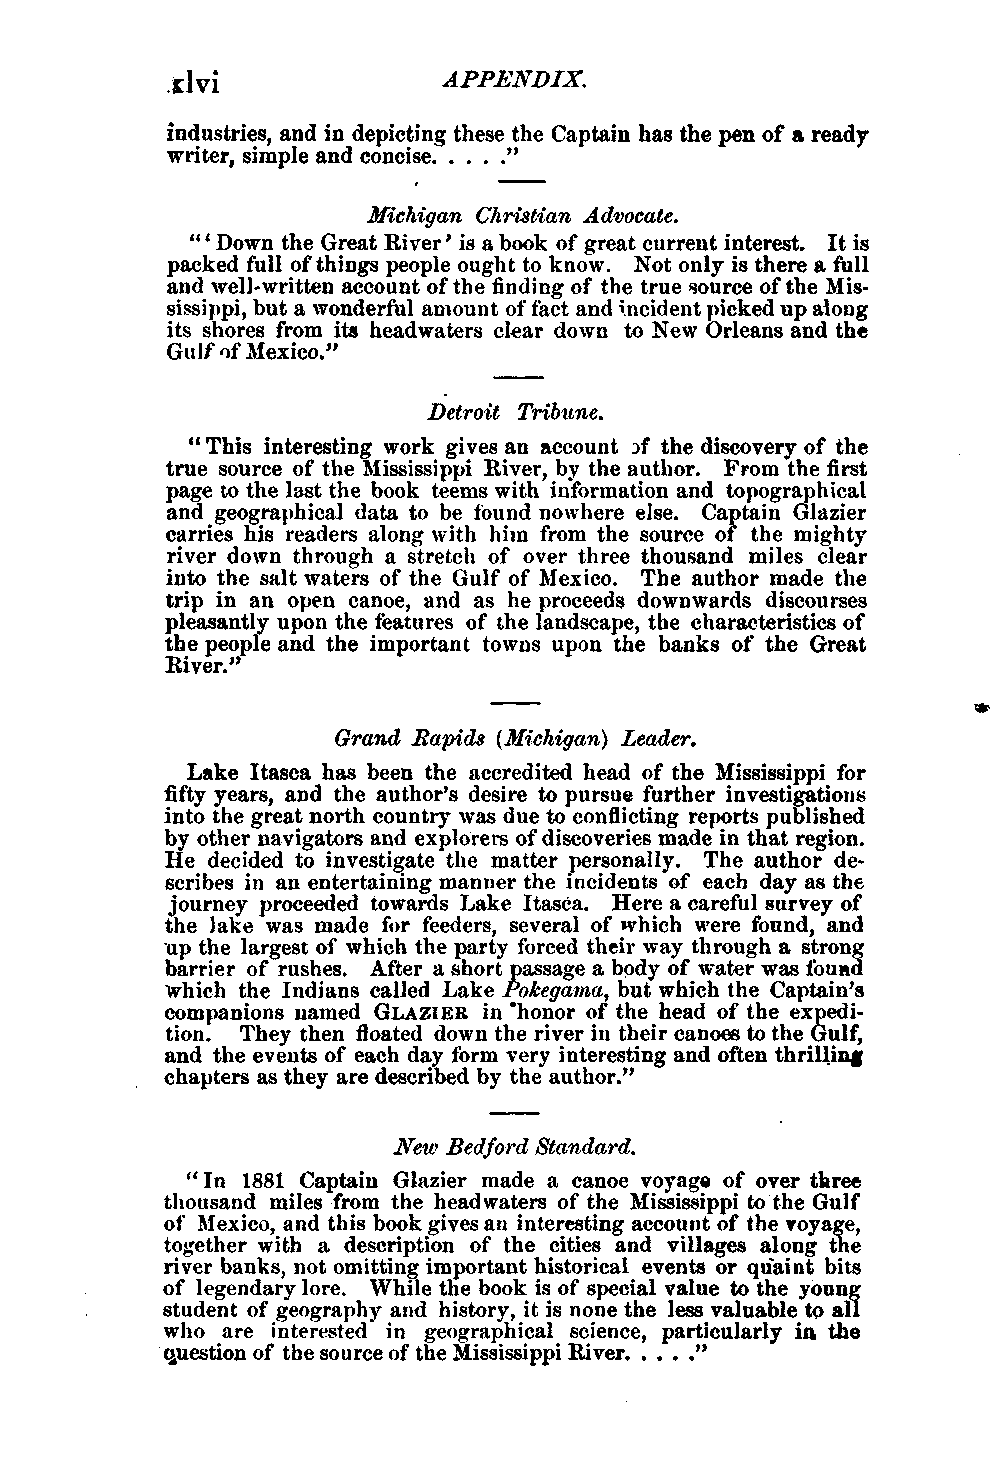 xlvi APPENDIX.
industries, and in depicting these the Captain has the pen of a ready
writer, simple and concise. . . . . ."
Michigan Christian Advocate.
"'Down the Great River' is a book of great current interest. It is
packed full of things people ought to know. Not only is there a full
and well-written account of the finding of the true source of the Mis-
sissippi, but a wonderful amount of fact and incident picked up along
its shores from its headwaters clear down to New Orleans and the
Gulf of Mexico."
Detroit Tribune.
"This interesting work gives an account of the discovery of the
true source of the Mississippi River, by the author. From the first
page to the last the book teems with information and topographical
and geographical data to be found nowhere else. Captain Glazier
carries his readers along with him from the source of the mighty
river down through a stretch of over three thousand miles clear
into the salt waters of the Gulf of Mexico. The author made the
trip in an open canoe, and as he proceeds downwards discourses
pleasantly upon the features of the landscape, the characteristics of
the people and the important towns upon the banks of the Great
River."
Grand Rapids (Michigan) Leader.
Lake Itasca has been the accredited head of the Mississippi for
fifty years, and the author's desire to pursue further investigations
into the great north country was due to conflicting reports published
by other navigators and explorers of discoveries made in that region.
He decided to investigate the matter personally. The author de-
scribes in an entertaining manner the incidents of each day as the
journey proceeded towards Lake Itasca. Here a careful survey of
the lake was made for feeders, several of which were found, and
up the largest of which the party forced their way through a strong
barrier of rushes. After a short passage a body of water was found
which the Indians called Lake Pokegama, but which the Captain's
companions named GLAZIER in honor of the head of the expedi-
tion. They then floated down the river in their canoes to the Gulf,
and the events of each day form very interesting and often thrilling
chapters as they are described by the author."
New Bedford Standard.
"In 1881 Captain Glazier made a canoe voyage of over three
thousand miles from the headwaters of the Mississippi to the Gulf
of Mexico, and this book gives an interesting account of the voyage,
together with a description of the cities and villages along the
river banks, not omitting important historical events or quaint bits
of legendary lore. While the book is of special value to the young
student of geography and history, it is none the less valuable to all
who are interested in geographical science, particularly in the
question of the source of the Mississippi River. . . . . ."